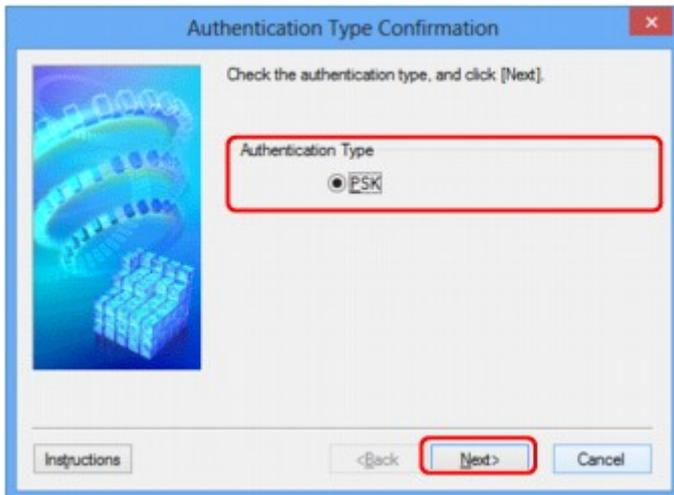 Authentication Type Confirmation
Check the authentication type, and click [Next].
Authentication Type
PSK
Instructions
<Back
Next>
Cancel